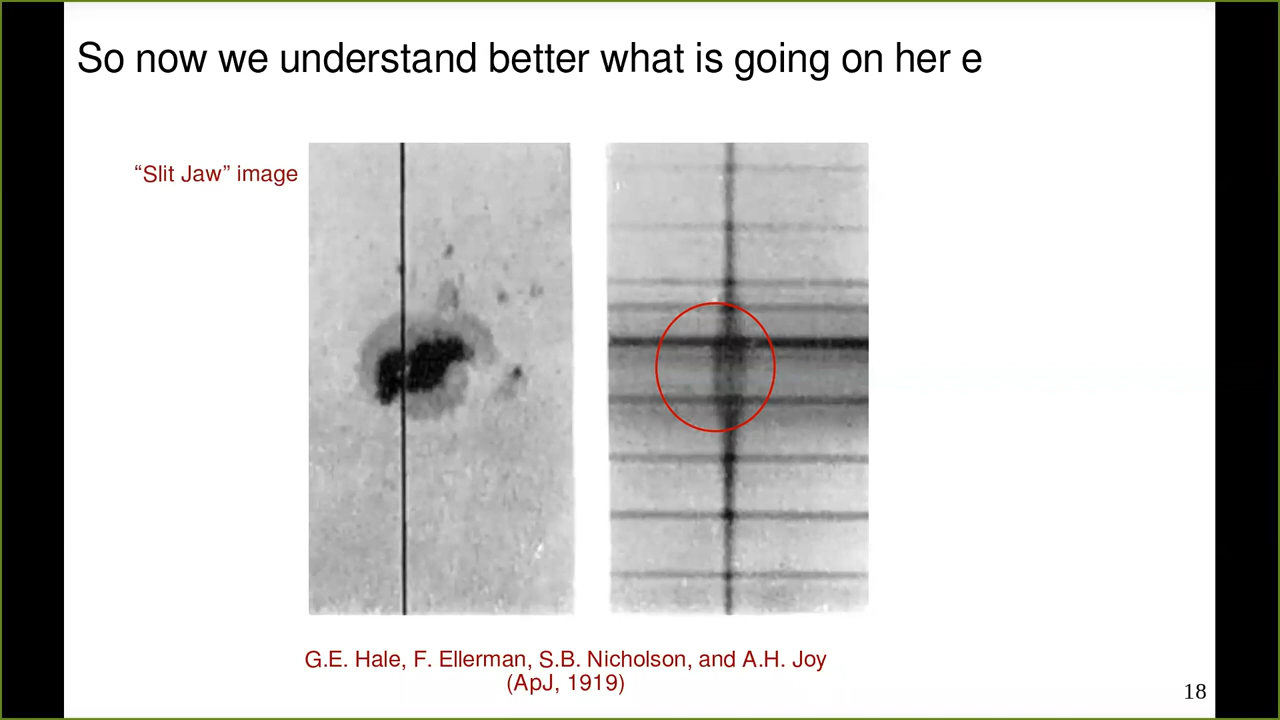 So now we understand better what is going on her e
“Slit Jaw” image
G.E. Hale, F. Ellerman, S.B. Nicholson, and A.H. Joy
(ApJ, 1919)
18